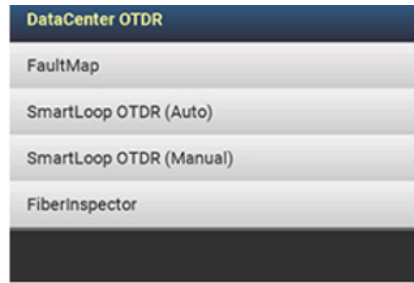 DataCenter OTDR
FaultMap
SmartLoop OTDR (Auto)
SmartLoop OTDR (Manual)
FiberInspector